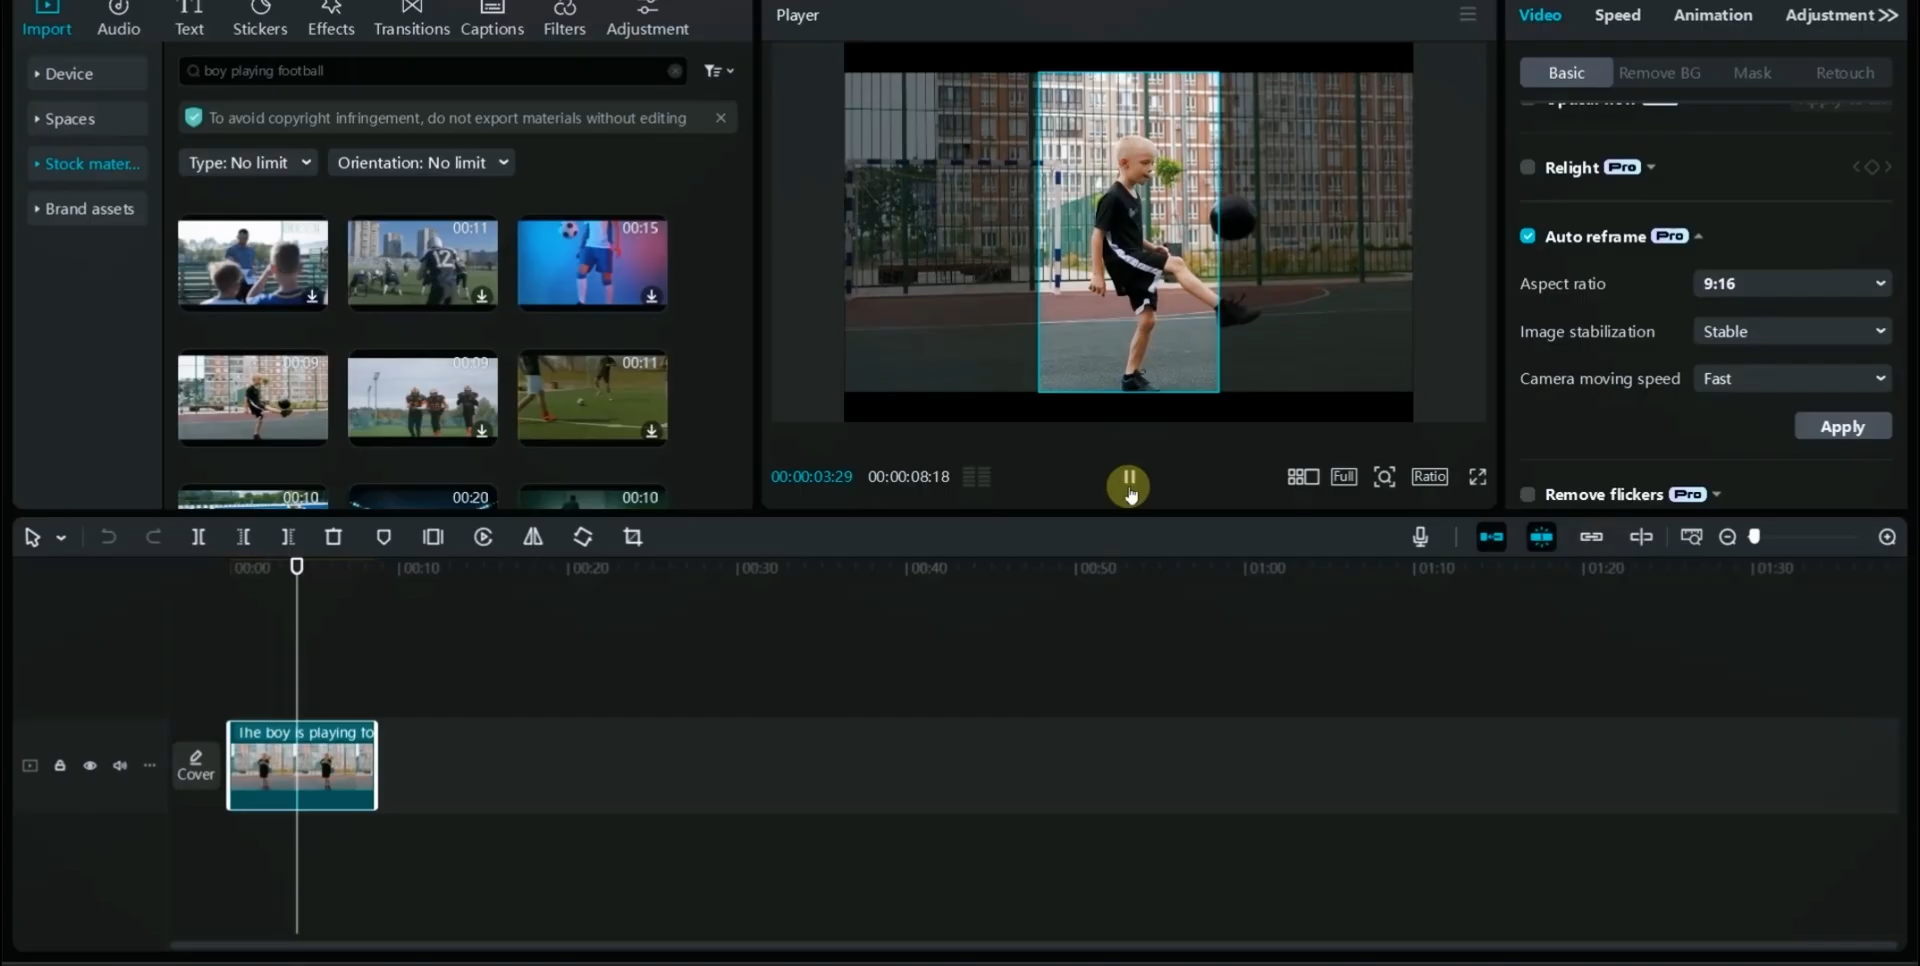 Import
Audio
Text
Stickers
Effects
Transitions
Captions
Filters
Adjustment
Device
Spaces
Stock mater...
Brand assets
boy playing football
To avoid copyright infringement, do not export materials without editing
Type: No limit
Orientation: No limit
00:11
00:15
00:09
00:09
00:11
00:10
00:20
00:10
Player
12
00:00:03:29
00:00:08:18
Full
Ratio
Video
Speed
Animation
Adjustment
Basic
Remove BG
Mask
Retouch
Relight Pro
Auto reframe Pro
Aspect ratio
9:16
Image stabilization
Stable
Camera moving speed
Fast
Apply
Remove flickers Pro
00:00
00:10
00:20
00:30
00:40
00:50
01:00
01:10
01:20
01:30
Cover
The boy is playing fo